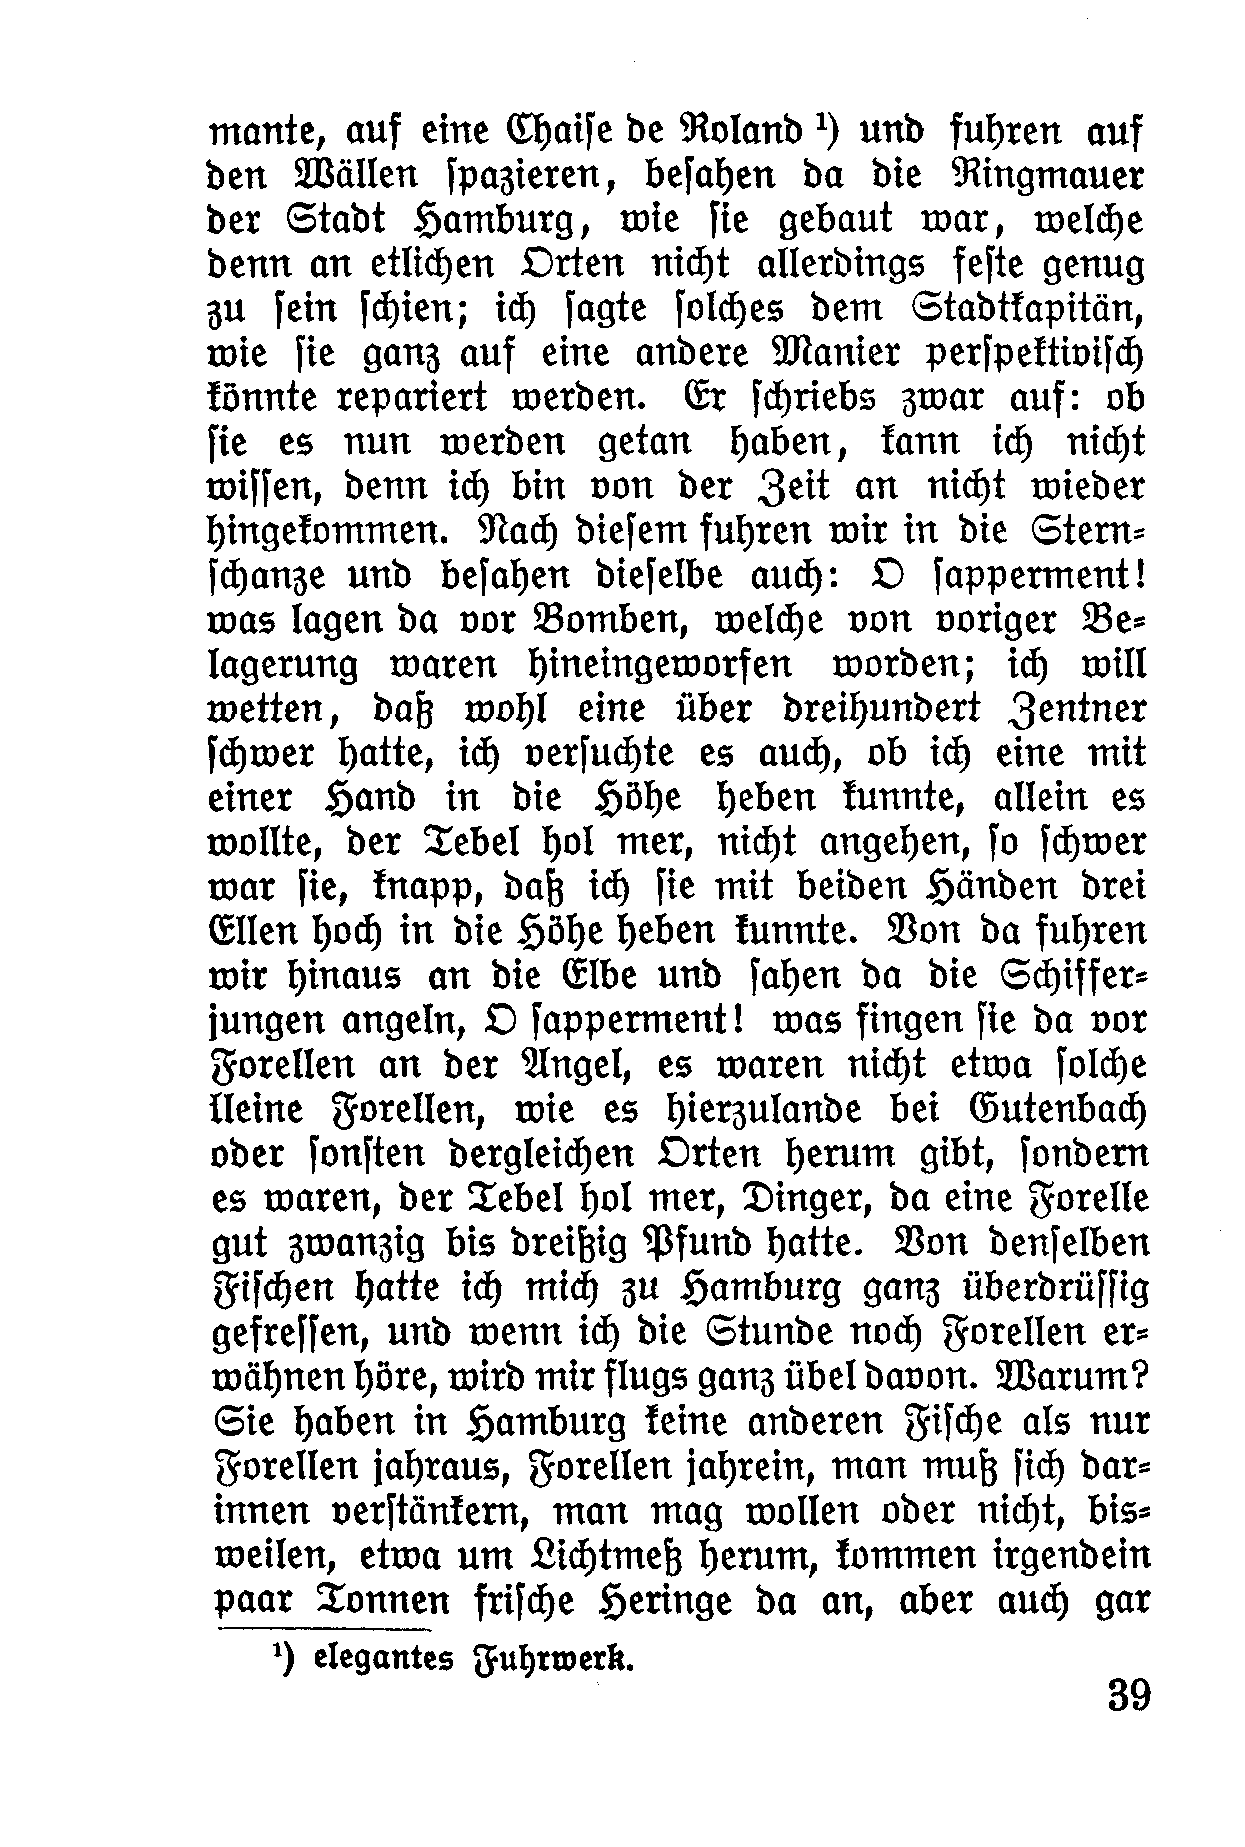 mante, auf eine Chaiſe de Roland ¹) und fuhren auf
den Wällen ſpazieren, beſahen da die Ringmauer
der Stadt Hamburg, wie ſie gebaut war, welche
denn an etlichen Orten nicht allerdings feſte genug
zu ſein ſchien; ich ſagte ſolches dem Stadtkapitän,
wie ſie ganz auf eine andere Manier perſpektiviſch
könnte repariert werden. Er ſchriebs zwar auf: ob
ſie es nun werden getan haben, kann ich nicht
wiſſen, denn ich bin von der Zeit an nicht wieder
hingekommen. Nach dieſem fuhren wir in die Stern⸗
ſchanze und beſahen dieſelbe auch: O ſapperment!
was lagen da vor Bomben, welche von voriger Be⸗
lagerung waren hineingeworfen worden; ich will
wetten, daß wohl eine über dreihundert Zentner
ſchwer hatte, ich verſuchte es auch, ob ich eine mit
einer Hand in die Höhe heben kunnte, allein es
wollte, der Tebel hol mer, nicht angehen, ſo ſchwer
war ſie, knapp, daß ich ſie mit beiden Händen drei
Ellen hoch in die Höhe heben kunnte. Von da fuhren
wir hinaus an die Elbe und ſahen da die Schiffer⸗
jungen angeln, O ſapperment! was fingen ſie da vor
Forellen an der Angel, es waren nicht etwa ſolche
lleine Forellen, wie es hierzulande bei Gutenbach
oder ſonſten dergleichen Orten herum gibt, ſondern
es waren, der Tebel hol mer, Dinger, da eine Forelle
gut zwanzig bis dreißig Pfund hatte. Von denſelben
Fiſchen hatte ich mich zu Hamburg ganz überdrüſſig
gefreſſen, und wenn ich die Stunde noch Forellen er⸗
wähnen höre, wird mir flugs ganz übel davon. Warum?
Sie haben in Hamburg keine anderen Fiſche als nur
Forellen jahraus, Forellen jahrein, man muß ſich dar⸗
innen verſtänkern, man mag wollen oder nicht, bis⸗
weilen, etwa um Lichtmeß herum, kommen irgendein
paar Tonnen friſche Heringe da an, aber auch gar
¹) elegantes Fuhrwerk.
39